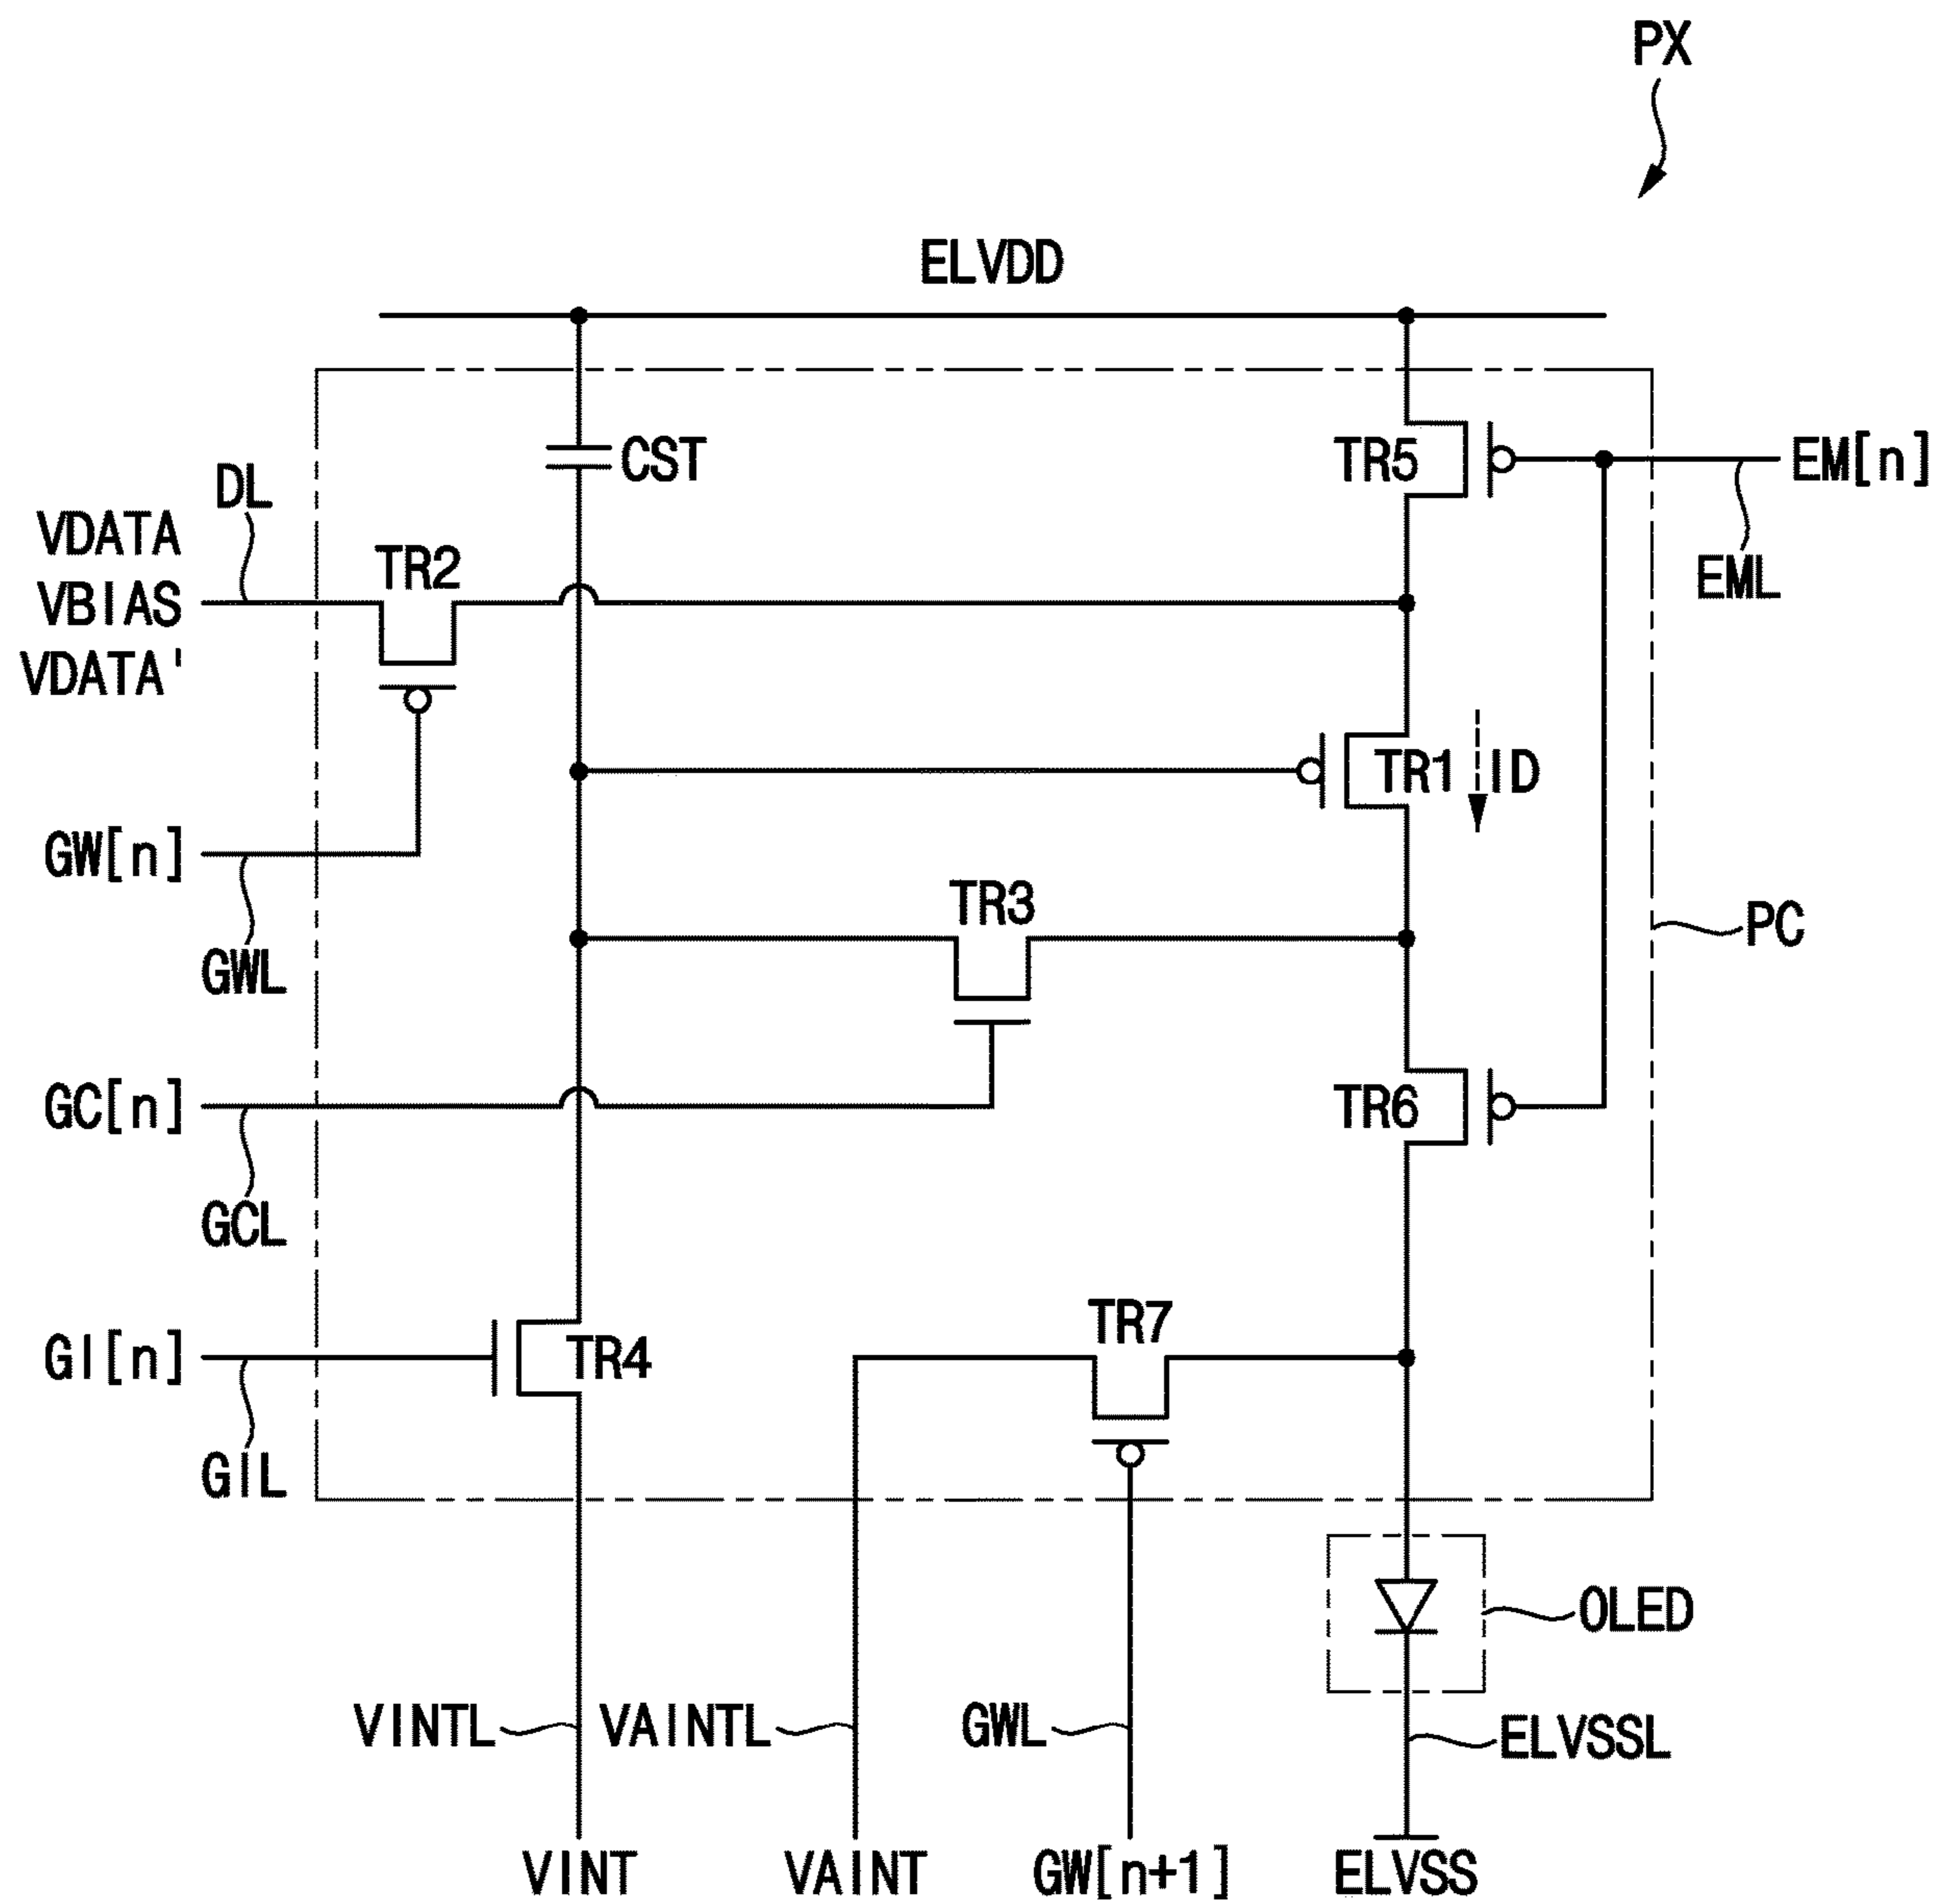 PX
ELVDD
CST
TR5
EM[n]
DL
VDATA
TR2
EML
VBIAS
VDATA'
TR1
ID
GW[n]
TR3
PC
GWL
GC[n]
TR6
GCL
TR7
GI[n]
TR4
GIL
OLED
VINTL
VAINTL
GWL
ELVSSL
VINT
VAINT
GW[n+1]
ELVSS